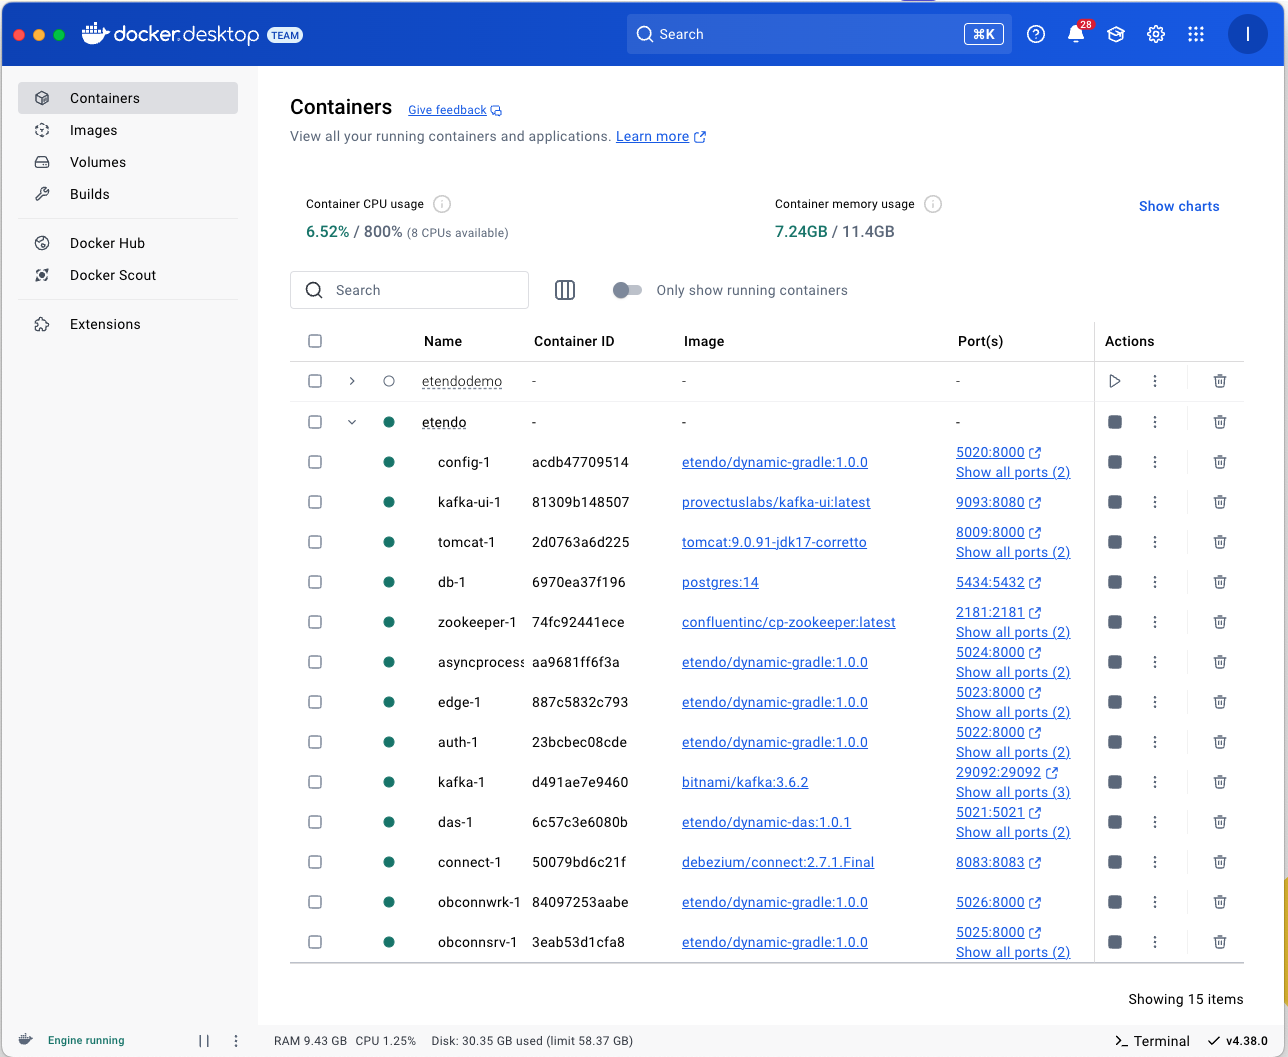 docker.desktop TEAM
Search ⌘K
28
I
Containers
Images
Volumes
Builds
Docker Hub
Docker Scout
Extensions
Containers Give feedback
View all your running containers and applications. Learn more
Container CPU usage
6.52% / 800% (8 CPUs available)
Container memory usage
7.24GB / 11.4GB
Show charts
Search
Only show running containers
Name Container ID Image Port(s) Actions
etendodemo - - -
etendo - - -
config-1 acdb47709514 etendo/dynamic-gradle:1.0.0 5020:8000
Show all ports (2)
kafka-ui-1 81309b148507 provectuslabs/kafka-ui:latest 9093:8080
tomcat-1 2d0763a6d225 tomcat:9.0.91-jdk17-corretto 8009:8000
Show all ports (2)
db-1 6970ea37f196 postgres:14 5434:5432
zookeeper-1 74fc92441ece confluentinc/cp-zookeeper:latest 2181:2181
Show all ports (2)
asyncprocess aa9681ff6f3a etendo/dynamic-gradle:1.0.0 5024:8000
Show all ports (2)
edge-1 887c5832c793 etendo/dynamic-gradle:1.0.0 5023:8000
Show all ports (2)
auth-1 23bcbec08cde etendo/dynamic-gradle:1.0.0 5022:8000
Show all ports (2)
kafka-1 d491ae7e9460 bitnami/kafka:3.6.2 29092:29092
Show all ports (3)
das-1 6c57c3e6080b etendo/dynamic-das:1.0.1 5021:5021
Show all ports (2)
connect-1 50079bd6c21f debezium/connect:2.7.1.Final 8083:8083
obconnwrk-1 84097253aabe etendo/dynamic-gradle:1.0.0 5026:8000
obconnsrv-1 3eab53d1cfa8 etendo/dynamic-gradle:1.0.0 5025:8000
Show all ports (2)
Showing 15 items
Engine running
RAM 9.43 GB CPU 1.25% Disk: 30.35 GB used (limit 58.37 GB)
Terminal
v4.38.0